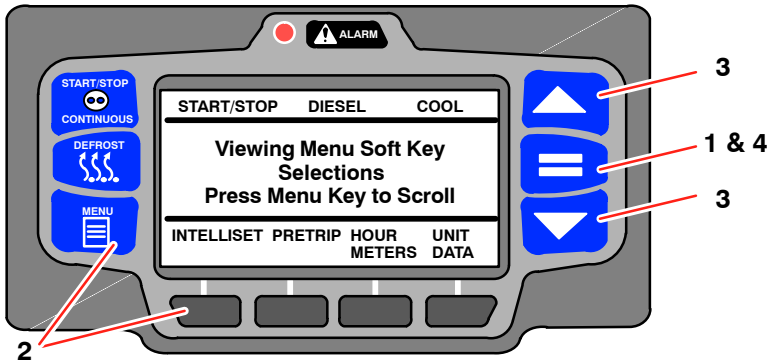 ALARM
START/STOP
CONTINUOUS
DEFROST
MENU
START/STOP DIESEL COOL
Viewing Menu Soft Key
Selections
Press Menu Key to Scroll
INTELLISET PRETRIP HOUR UNIT
METERS DATA
3
1 & 4
3
2